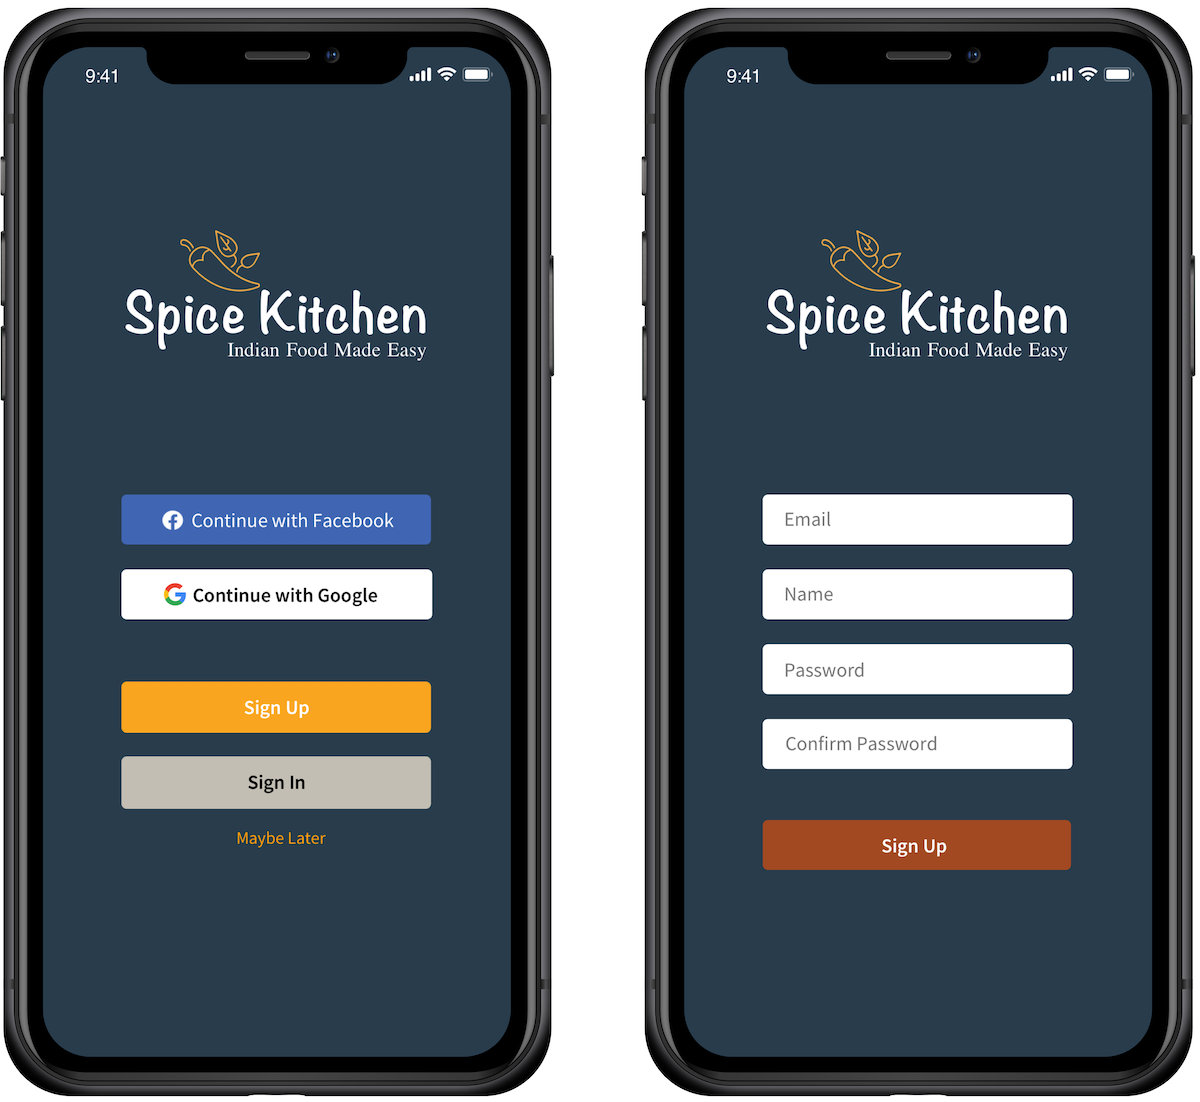 9:41
Spice Kitchen
Indian Food Made Easy
Continue with Facebook
Continue with Google
Sign Up
Sign In
Maybe Later
9:41
Spice Kitchen
Indian Food Made Easy
Email
Name
Password
Confirm Password
Sign Up